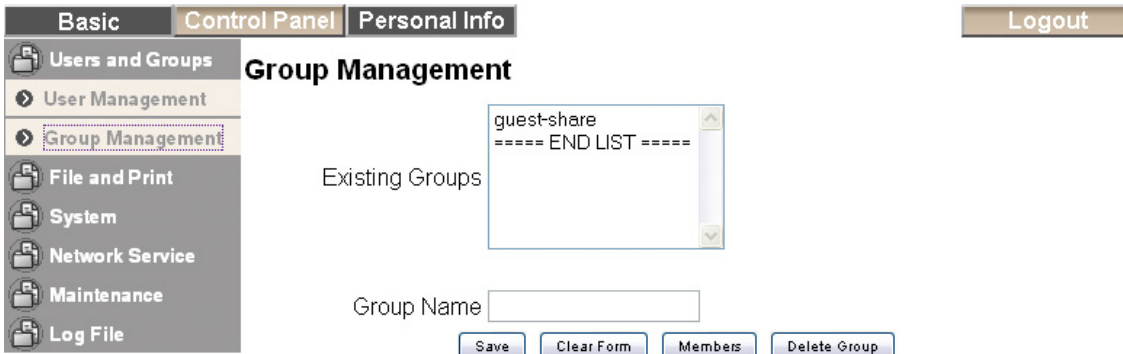 Basic Control Panel Personal Info Logout
Users and Groups
User Management
Group Management
File and Print
System
Network Service
Maintenance
Log File
Group Management
Existing Groups
guest-share
===== END LIST =====
Group Name
Save Clear Form Members Delete Group